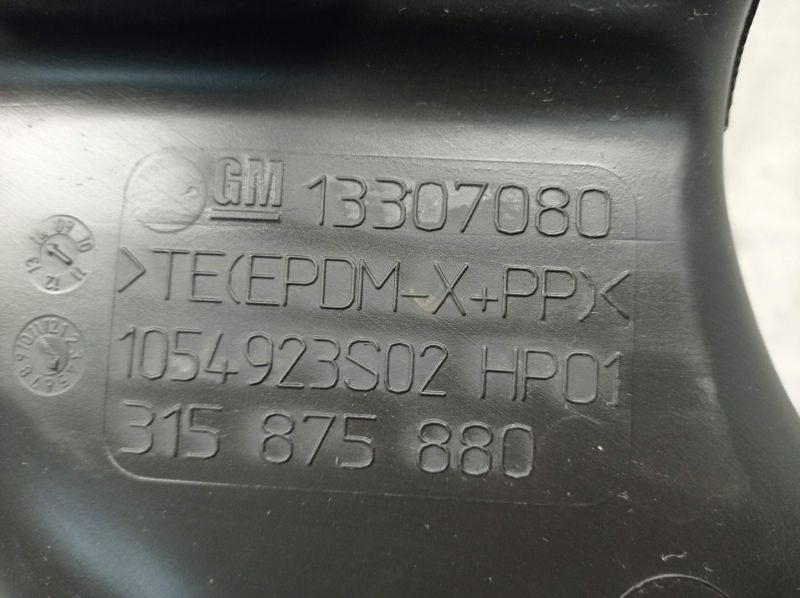 GM 13307080
>TE(EPDM-X+PP)<
1054923S02 HP01
315 875 880